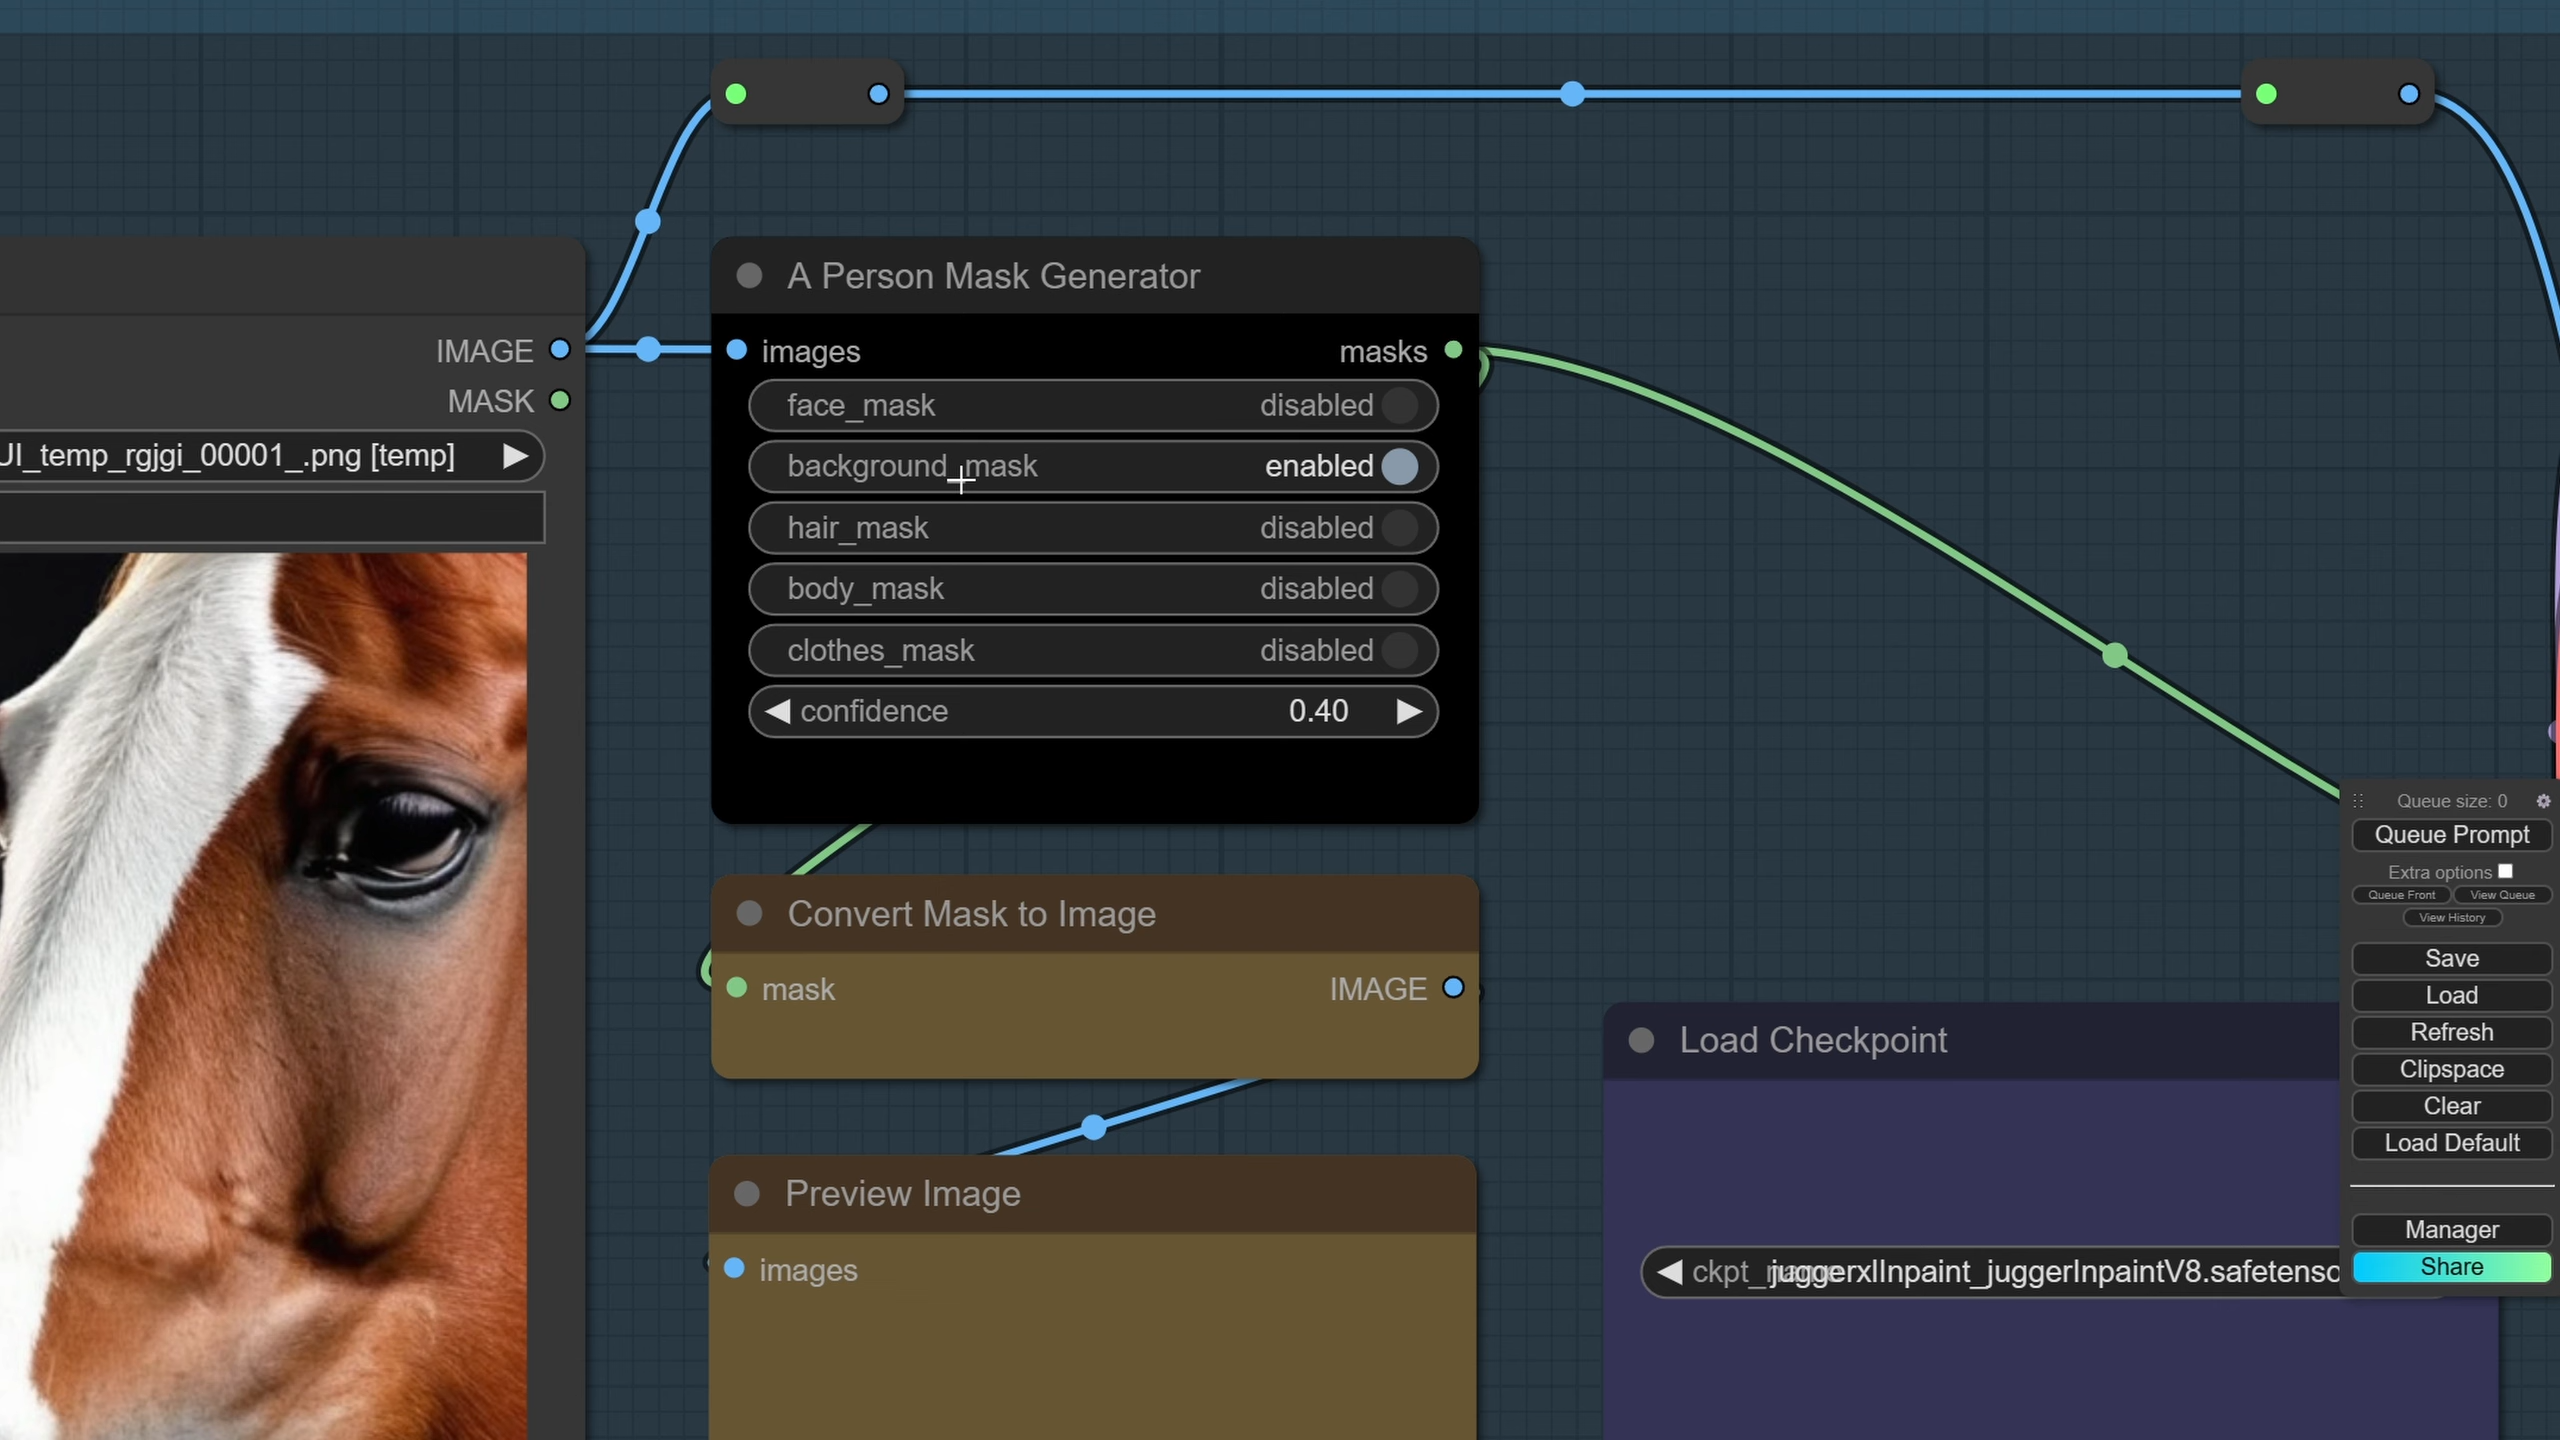 IMAGE
MASK
UI_temp_rgjgi_00001_.png [temp]
A Person Mask Generator
images masks
face_mask disabled
background_mask enabled
hair_mask disabled
body_mask disabled
clothes_mask disabled
confidence 0.40
Convert Mask to Image
mask IMAGE
Preview Image
images
Load Checkpoint
juggerxlInpaint_juggerInpaintV8.safetenso
Queue size: 0
Queue Prompt
Extra options
Queue Front View Queue
View History
Save
Load
Refresh
Clipspace
Clear
Load Default
Manager
Share